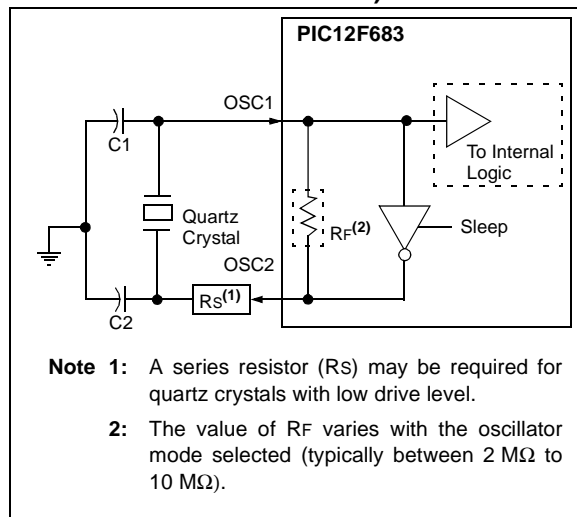 PIC12F683
OSC1
C1
To Internal
Logic
Quartz
Crystal
RF(2)
Sleep
OSC2
RS(1)
C2
Note 1: A series resistor (RS) may be required for
quartz crystals with low drive level.
2: The value of RF varies with the oscillator
mode selected (typically between 2 MΩ to
10 MΩ).